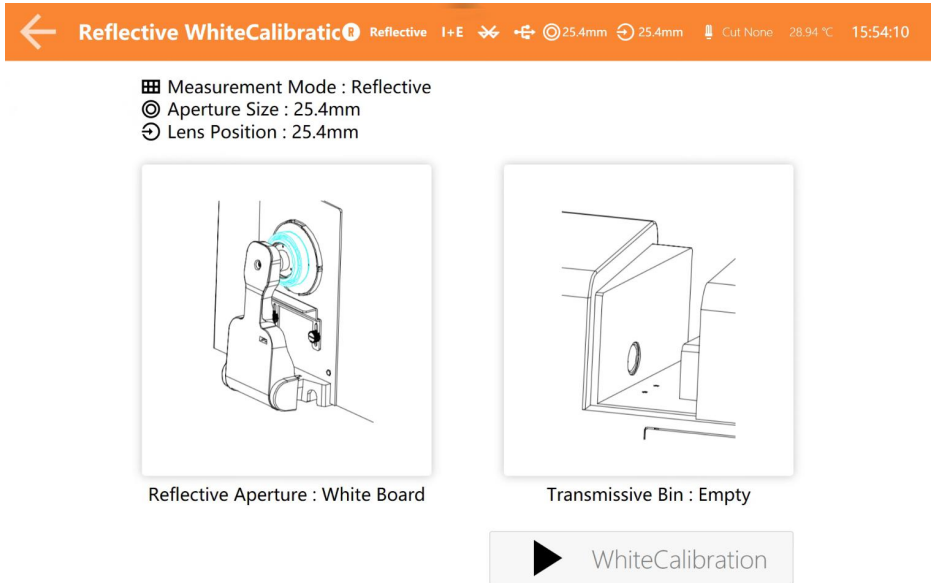 Reflective WhiteCalibratic R Reflective I+E 25.4mm 25.4mm Cut None 28.94 ℃ 15:54:10
Measurement Mode : Reflective
Aperture Size : 25.4mm
Lens Position : 25.4mm
Reflective Aperture : White Board
Transmissive Bin : Empty
WhiteCalibration